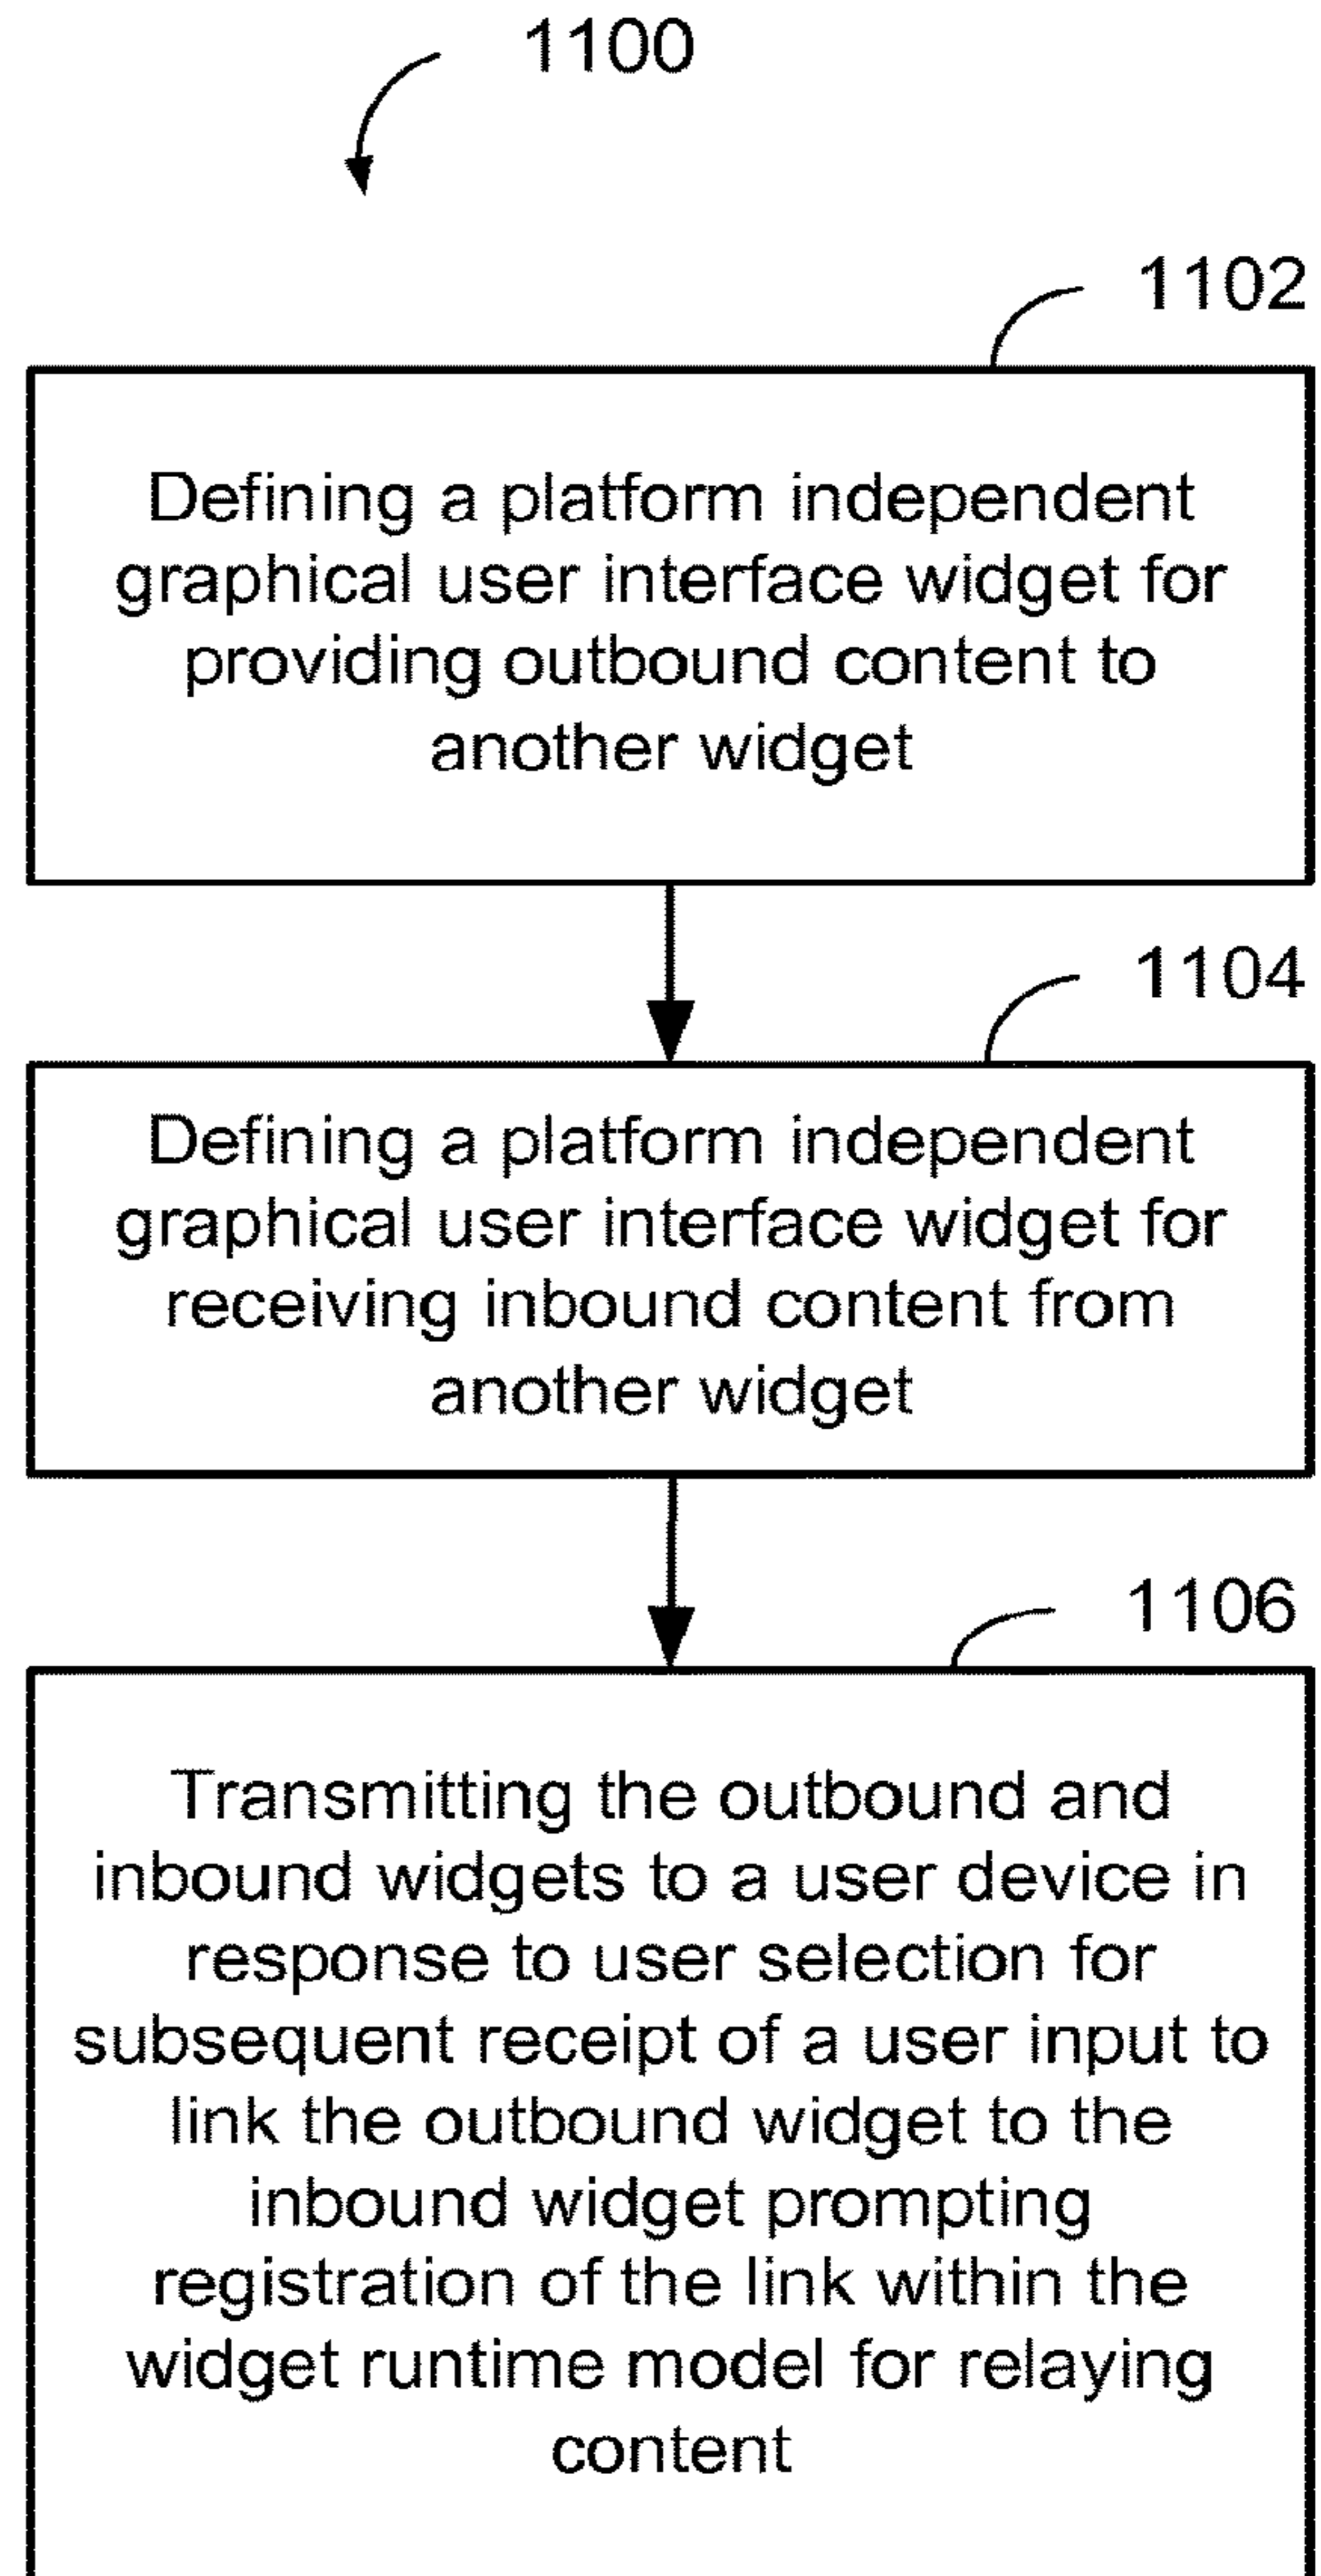 1100
1102
Defining a platform independent
graphical user interface widget for
providing outbound content to
another widget
1104
Defining a platform independent
graphical user interface widget for
receiving inbound content from
another widget
1106
Transmitting the outbound and
inbound widgets to a user device in
response to user selection for
subsequent receipt of a user input to
link the outbound widget to the
inbound widget prompting
registration of the link within the
widget runtime model for relaying
content